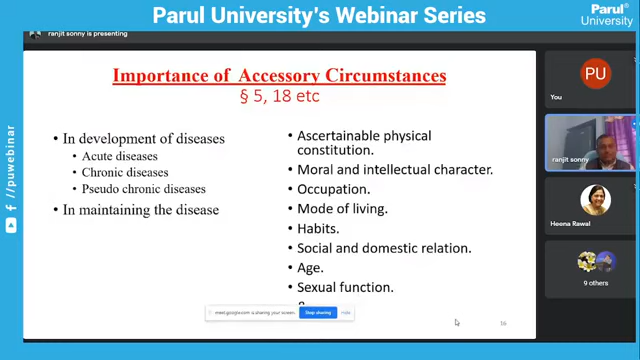 Parul University's Webinar Series
Parul®
University
ranjit sonny is presenting
Importance of Accessory Circumstances
§ 5, 18 etc
• In development of diseases
• Acute diseases
• Chronic diseases
• Pseudo chronic diseases
• In maintaining the disease
• Ascertainable physical
constitution.
• Moral and intellectual character.
• Occupation.
• Mode of living.
• Habits.
• Social and domestic relation.
• Age.
• Sexual function.
meet.google.com is sharing your screen.
Stop sharing
Hide
16
PU
You
ranjit sonny
Heena Rawal
9 others
/puwebinar